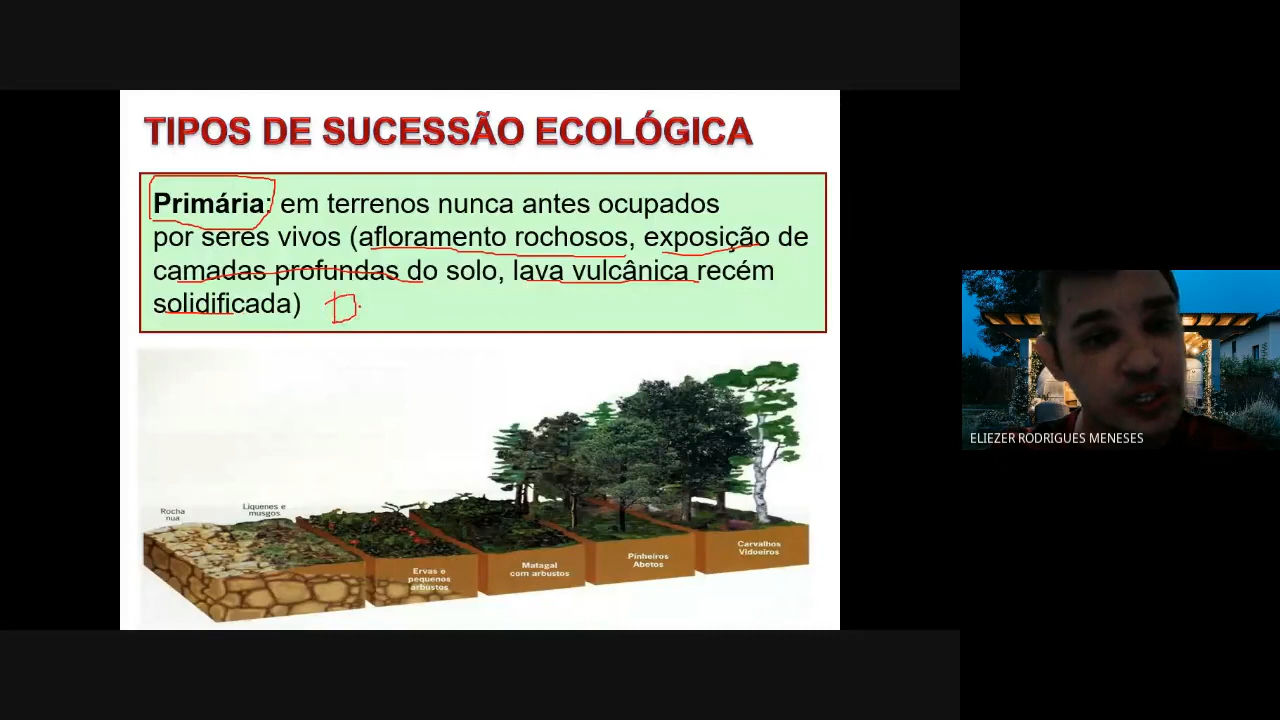 TIPOS DE SUCESSÃO ECOLÓGICA
Primária: em terrenos nunca antes ocupados
por seres vivos (afloramento rochosos, exposição de
camadas profundas do solo, lava vulcânica recém
solidificada)
Rocha
nua
Líquenes e
musgos
Ervas e
pequenos
arbustos
Matagal
com arbustos
Pinheiros
Abetos
Carvalhos
Vidoeiros
ELIEZER RODRIGUES MENESES